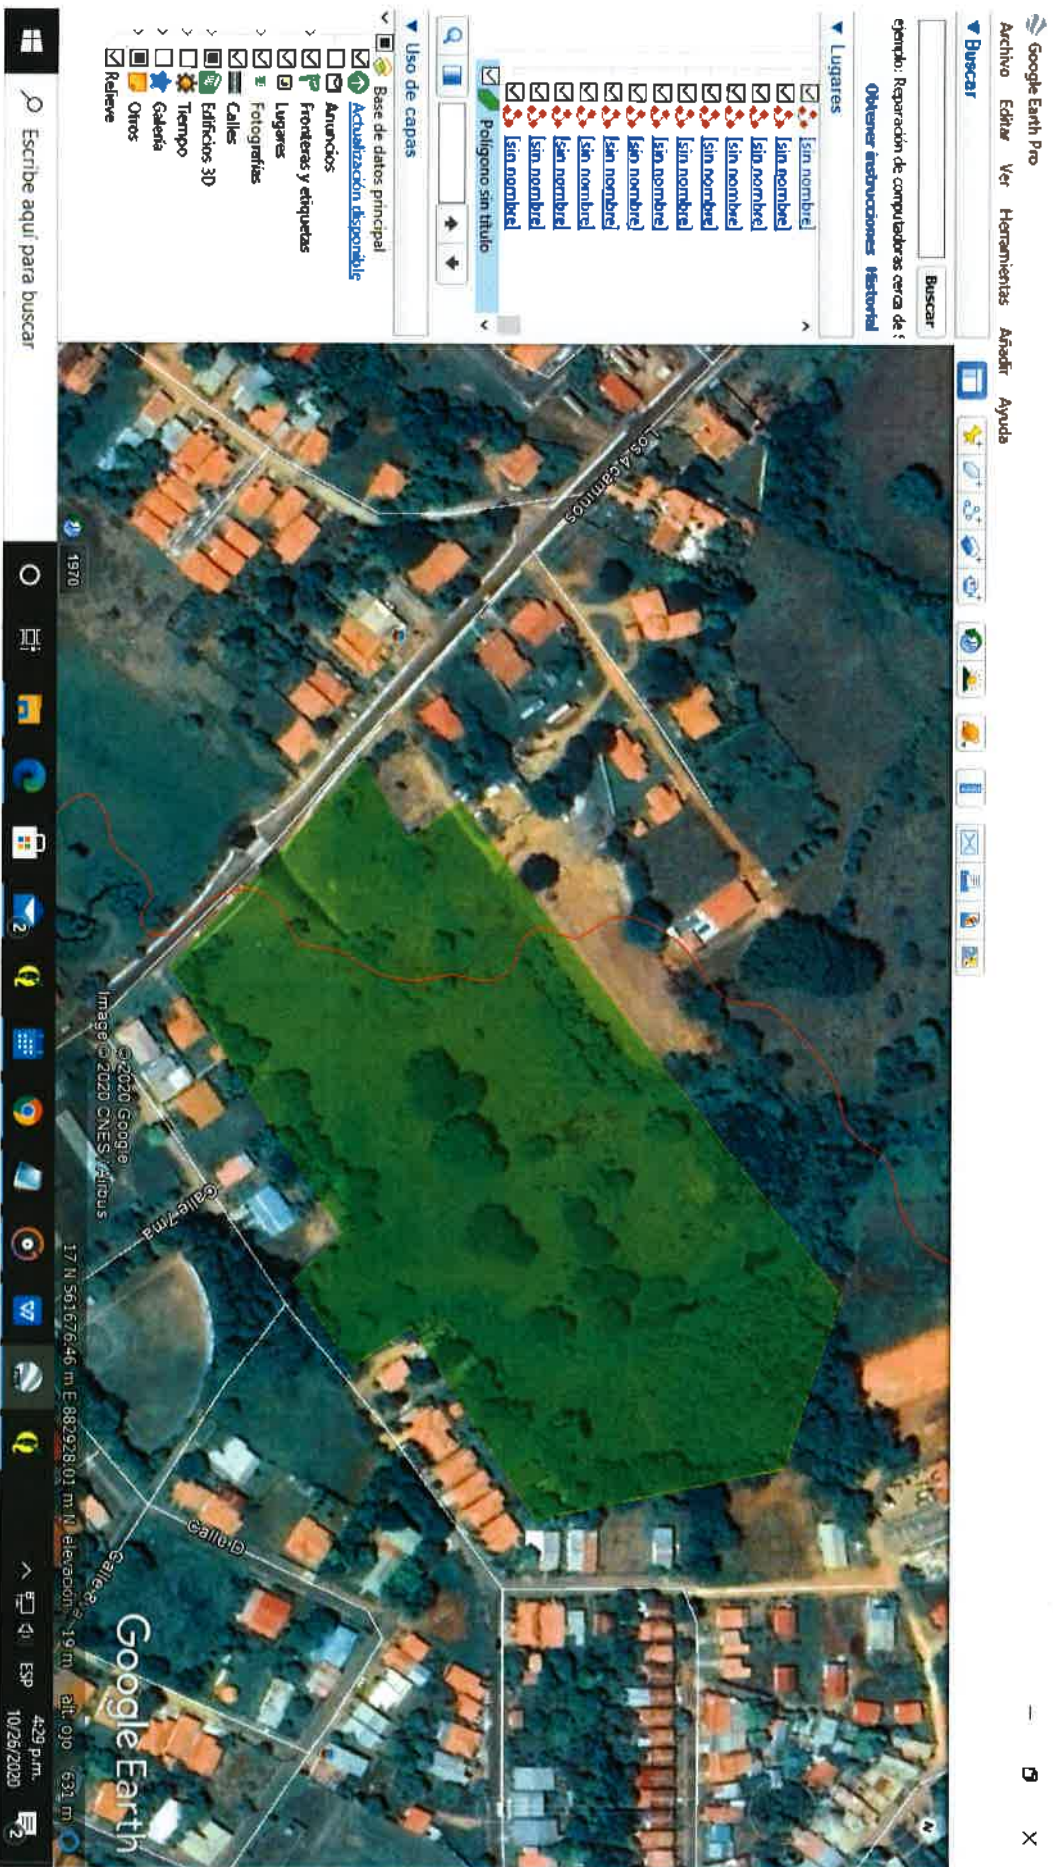 Google Earth Pro
Archivo Editar Ver Herramientas Añadir Ayuda
▼ Buscar
Buscar
ejemplo: Reparación de computadoras cerca de s
Obtener instrucciones Historial
▼ Lugares
[sin nombre]
[sin nombre]
[sin nombre]
[sin nombre]
[sin nombre]
[sin nombre]
[sin nombre]
[sin nombre]
[sin nombre]
[sin nombre]
[sin nombre]
[sin nombre]
[sin nombre]
Polígono sin título
▼ Uso de capas
Base de datos principal
Actualización disponible
Anuncios
Fronteras y etiquetas
Lugares
Fotografías
Calles
Edificios 3D
Tiempo
Galería
Otros
Relieve
Los 4 caminos
Calle 7ma
Calle D
Calle 8
N
1970
© 2020 Google
Image © 2020 CNES / Airbus
Google Earth
17 N 561676.46 m E 882928.01 m N elevación 19 m alt. ojo 631 m
Escribe aquí para buscar
2
ESP
4:29 p.m.
10/26/2020
2